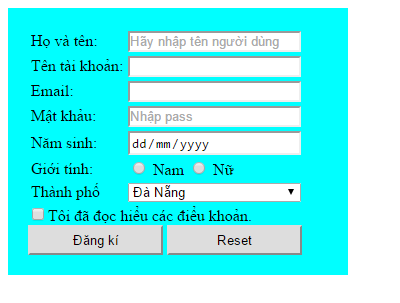 Họ và tên: Hãy nhập tên người dùng
Tên tài khoản:
Email:
Mật khẩu: Nhập pass
Năm sinh: dd/mm/yyyy
Giới tính: Nam Nữ
Thành phố Đà Nẵng
Tôi đã đọc hiểu các điều khoản.
Đăng kí Reset